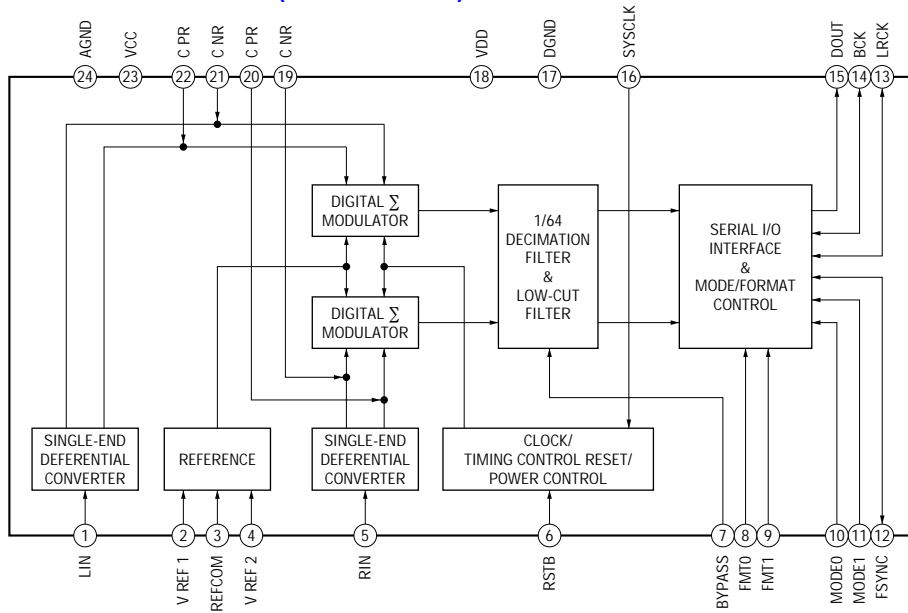 AGND
VCC
C PR
C NR
C PR
C NR
VDD
DGND
SYSCLK
DOUT
BCK
LRCK
24
23
22
21
20
19
18
17
16
15
14
13
DIGITAL Σ
MODULATOR
1/64
DECIMATION
FILTER
&
LOW-CUT
FILTER
SERIAL I/O
INTERFACE
&
MODE/FORMAT
CONTROL
DIGITAL Σ
MODULATOR
SINGLE-END
DEFERENTIAL
CONVERTER
REFERENCE
SINGLE-END
DEFERENTIAL
CONVERTER
CLOCK/
TIMING CONTROL RESET/
POWER CONTROL
1
2
3
4
5
6
7
8
9
10
11
12
LIN
V REF 1
REFCOM
V REF 2
RIN
RSTB
BYPASS
FMT0
FMT1
MODE0
MODE1
FSYNC